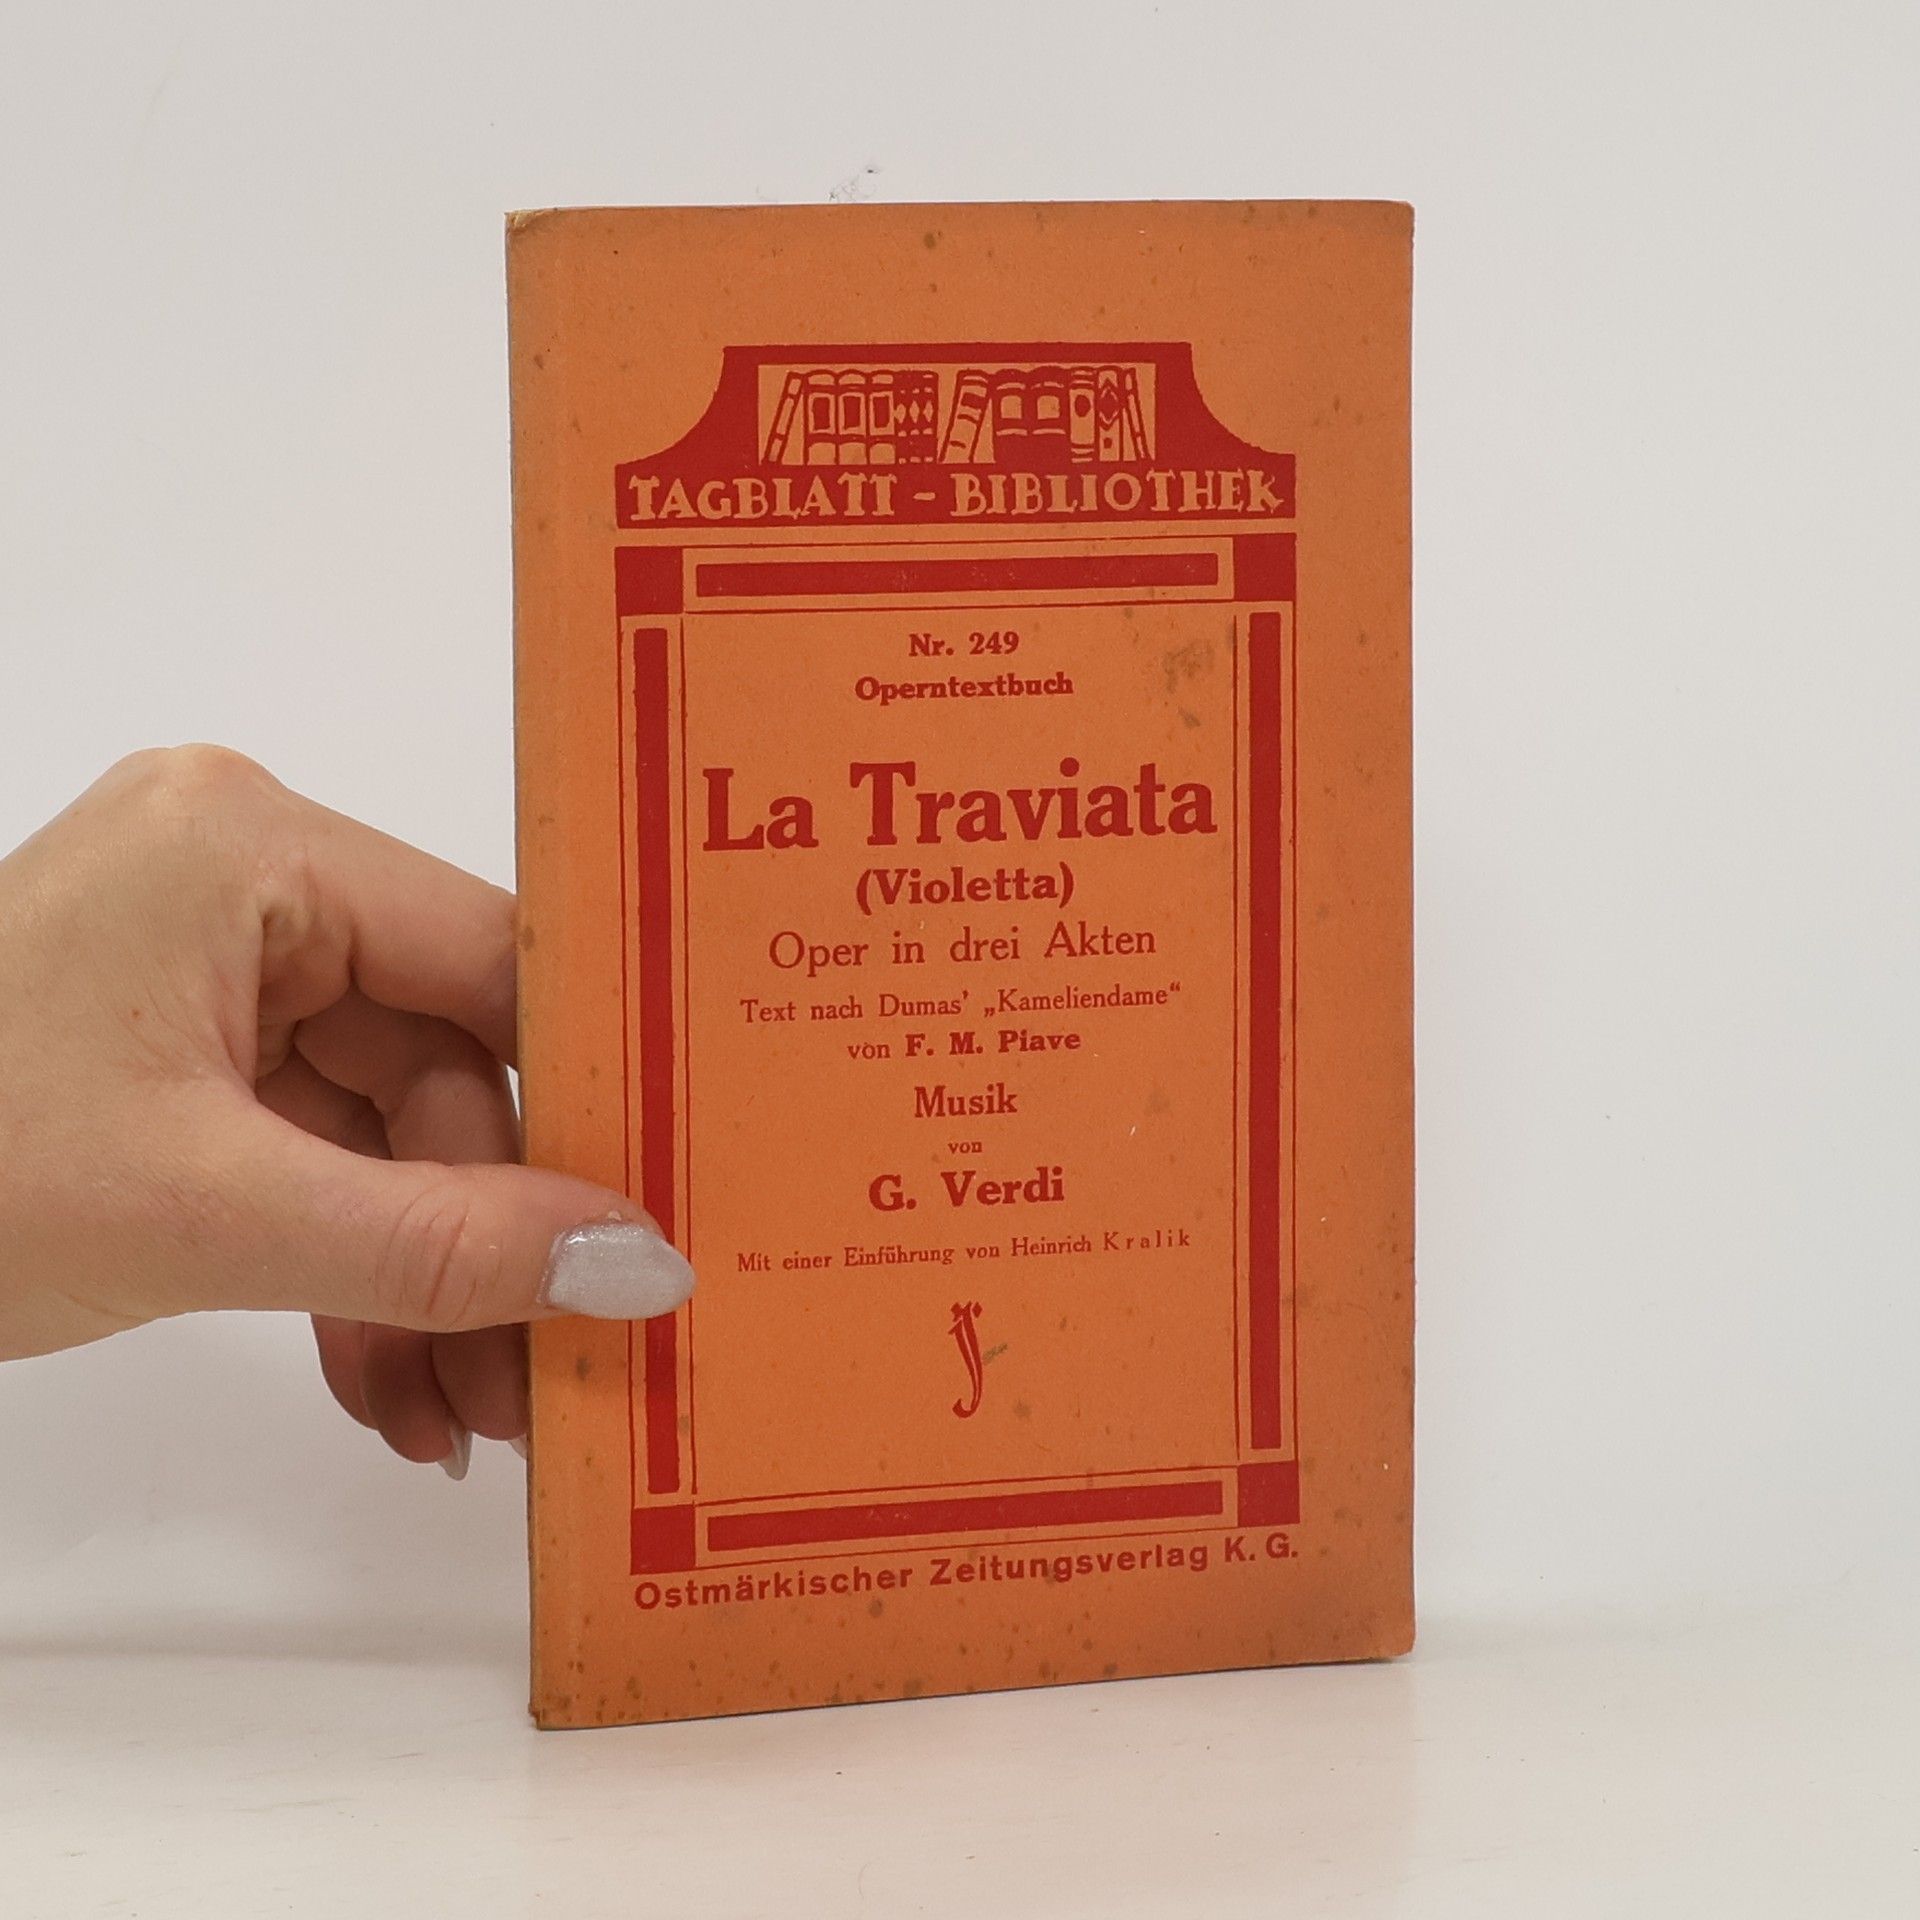 TAGBLATT - BIBLIOTHEK
Nr. 249
Operntextbuch
La Traviata
(Violetta)
Oper in drei Akten
Text nach Dumas' „Kameliendame“
von F. M. Piave
Musik
von
G. Verdi
Mit einer Einführung von Heinrich Kralik
Ostmärkischer Zeitungsverlag K. G.